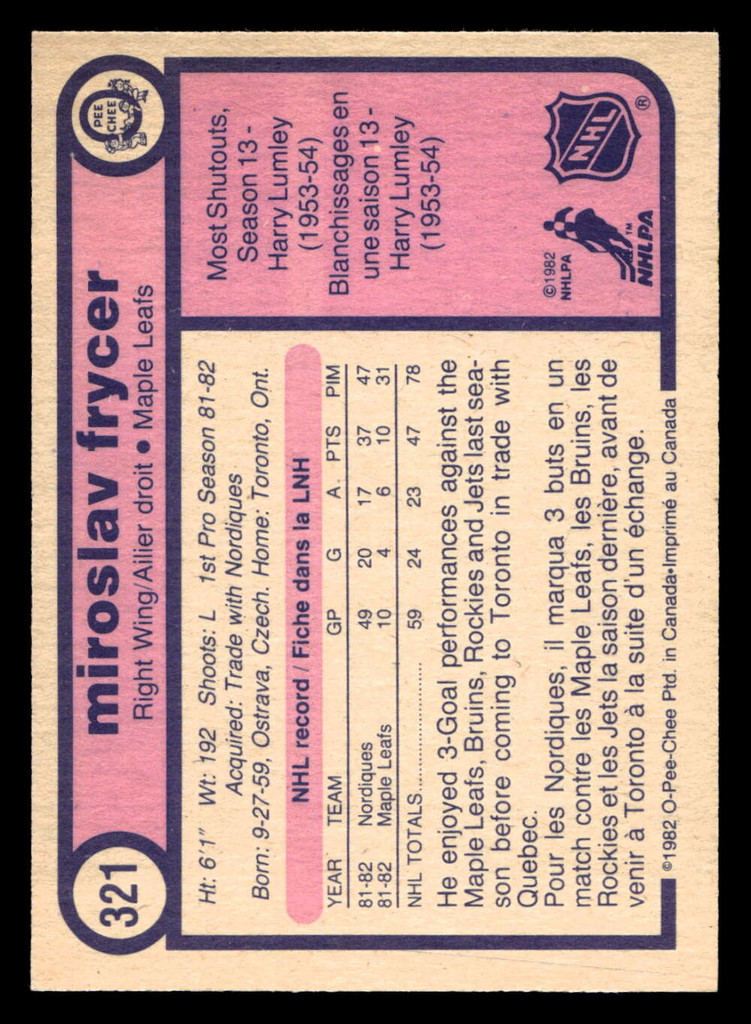 321
miroslav frycer
Right Wing/Ailier droit • Maple Leafs
O
PEE
CHEE
Ht: 6'1" Wt: 192 Shoots: L 1st Pro Season 81-82
Acquired: Trade with Nordiques
Born: 9-27-59, Ostrava, Czech. Home: Toronto, Ont.
NHL record / Fiche dans la LNH
YEAR TEAM GP G A. PTS PIM
81-82 Nordiques 49 20 17 37 47
81-82 Maple Leafs 10 4 6 10 31
NHL TOTALS.................. 59 24 23 47 78
He enjoyed 3-Goal performances against the
Maple Leafs, Bruins, Rockies and Jets last sea-
son before coming to Toronto in trade with
Quebec.
Pour les Nordiques, il marqua 3 buts en un
match contre les Maple Leafs, les Bruins, les
Rockies et les Jets la saison dernière, avant de
venir à Toronto à la suite d'un échange.
©1982 O-Pee-Chee Ptd. in Canada•Imprimé au Canada
Most Shutouts,
Season 13 -
Harry Lumley
(1953-54)
Blanchissages en
une saison 13 -
Harry Lumley
(1953-54)
©1982
NHLPA
NHL
®
™
NHLPA